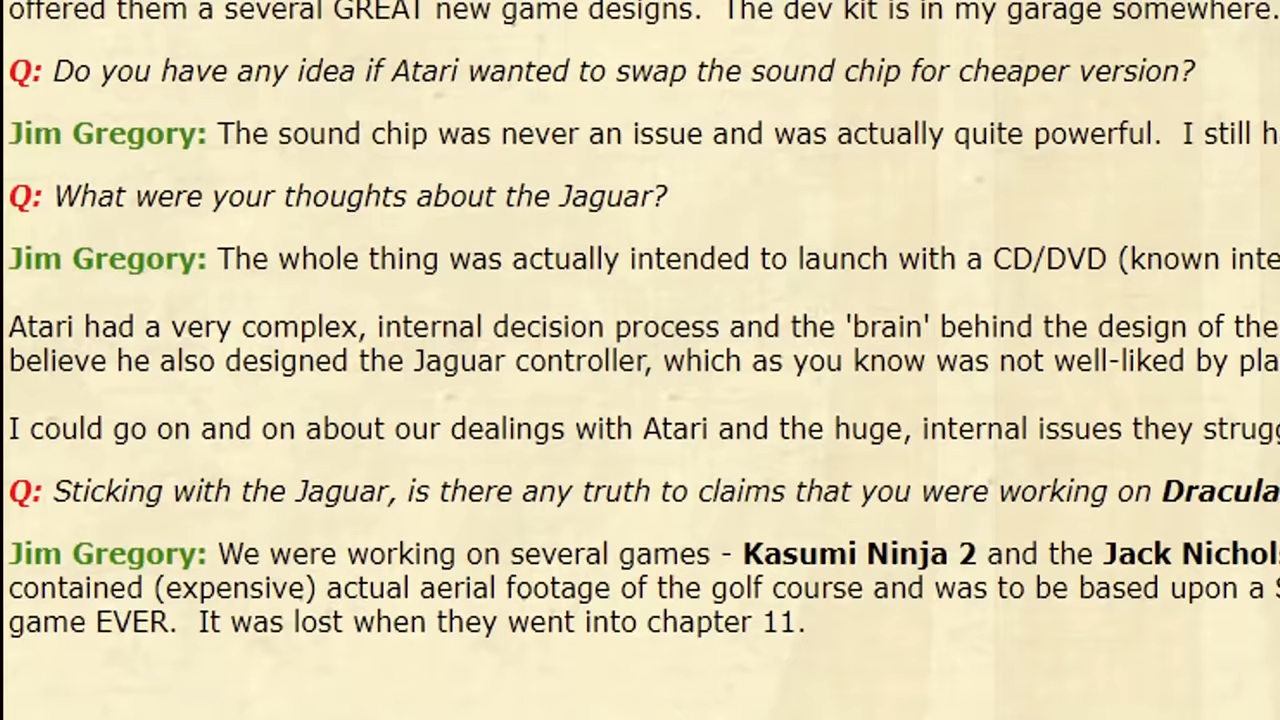 offered them a several GREAT new game designs.  The dev kit is in my garage somewhere.
Q: Do you have any idea if Atari wanted to swap the sound chip for cheaper version?
Jim Gregory: The sound chip was never an issue and was actually quite powerful.  I still
Q: What were your thoughts about the Jaguar?
Jim Gregory: The whole thing was actually intended to launch with a CD/DVD (known
Atari had a very complex, internal decision process and the 'brain' behind the design of the
believe he also designed the Jaguar controller, which as you know was not well-liked by
I could go on and on about our dealings with Atari and the huge, internal issues they
Q: Sticking with the Jaguar, is there any truth to claims that you were working on Dracula
Jim Gregory: We were working on several games - Kasumi Ninja 2 and the Jack
contained (expensive) actual aerial footage of the golf course and was to be based upon a
game EVER.  It was lost when they went into chapter 11.